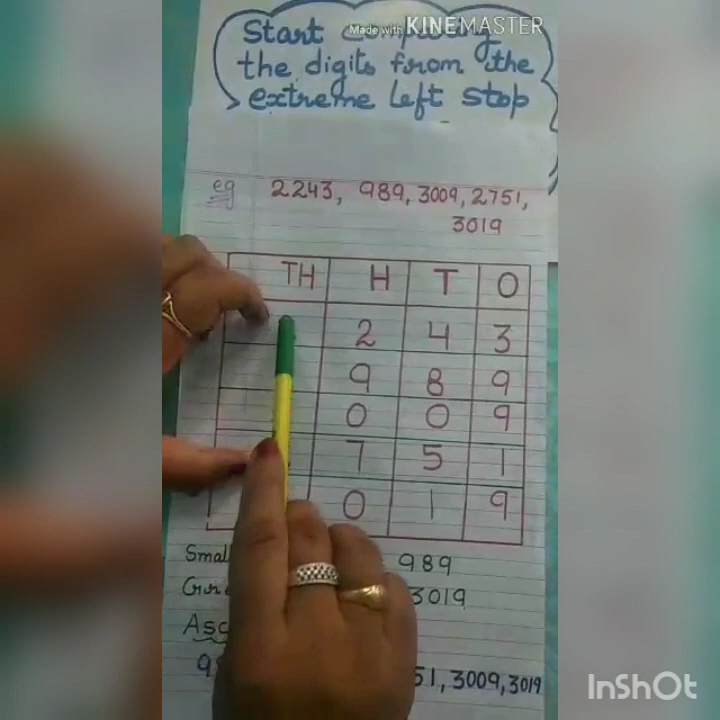 Made with KINEMASTER
Start comparing
the digits from the
extreme left stop
eg 2243, 989, 3009, 2751,
3019
TH H T O
2 4 3
9 8 9
0 0 9
7 5 1
0 1 9
989
3019
51, 3009, 3019
InShOt